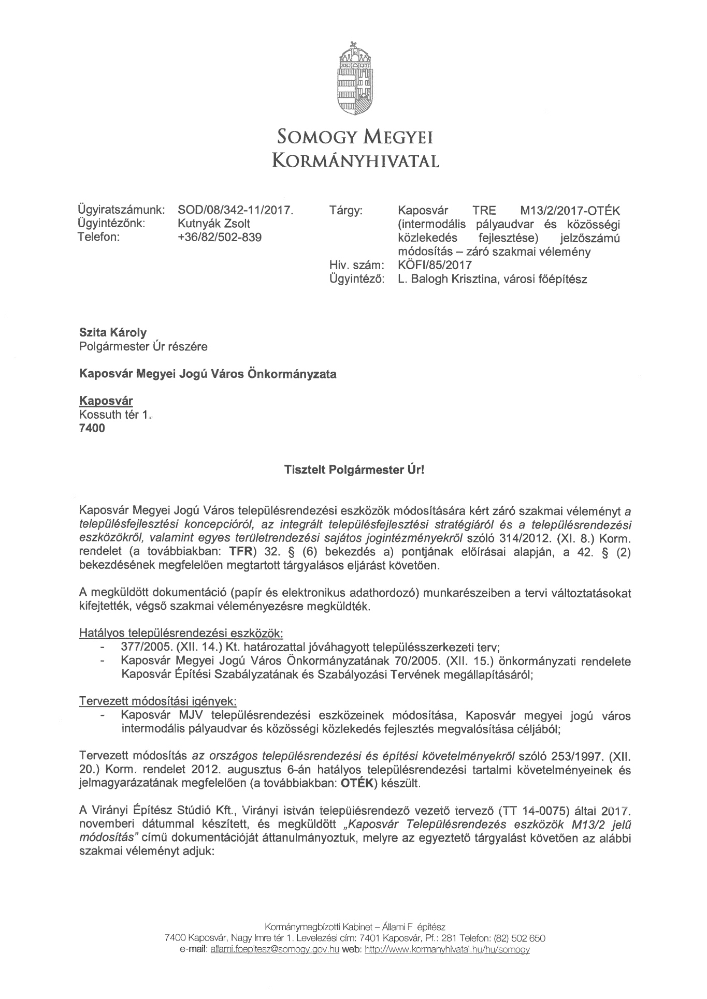 SOMOGY MEGYEI
KORMÁNYHIVATAL
Ügyiratszámunk: SOD/08/342-11/2017.
Ügyintézőnk: Kutnyák Zsolt
Telefon: +36/82/502-839
Tárgy: Kaposvár TRE M13/2/2017-OTÉK
(intermodális pályaudvar és közösségi
közlekedés fejlesztése) jelzőszámú
módosítás – záró szakmai vélemény
Hiv. szám: KÖFI/85/2017
Ügyintéző: L. Balogh Krisztina, városi főépítész
Szita Károly
Polgármester Úr részére
Kaposvár Megyei Jogú Város Önkormányzata
Kaposvár
Kossuth tér 1.
7400
Tisztelt Polgármester Úr!
Kaposvár Megyei Jogú Város településrendezési eszközök módosítására kért záró szakmai véleményt a
településfejlesztési koncepcióról, az integrált településfejlesztési stratégiáról és a településrendezési
eszközökről, valamint egyes területrendezési sajátos jogintézményekről szóló 314/2012. (XI. 8.) Korm.
rendelet (a továbbiakban: TFR) 32. § (6) bekezdés a) pontjának előírásai alapján, a 42. § (2)
bekezdésének megfelelően megtartott tárgyalásos eljárást követően.
A megküldött dokumentáció (papír és elektronikus adathordozó) munkarészeiben a tervi változtatásokat
kifejtették, végső szakmai véleményezésre megküldték.
Hatályos településrendezési eszközök:
- 377/2005. (XII. 14.) Kt. határozattal jóváhagyott településszerkezeti terv;
- Kaposvár Megyei Jogú Város Önkormányzatának 70/2005. (XII. 15.) önkormányzati rendelete
Kaposvár Építési Szabályzatának és Szabályozási Tervének megállapításáról;
Tervezett módosítási igények:
- Kaposvár MJV településrendezési eszközeinek módosítása, Kaposvár megyei jogú város
intermodális pályaudvar és közösségi közlekedés fejlesztés megvalósítása céljából;
Tervezett módosítás az országos településrendezési és építési követelményekről szóló 253/1997. (XII.
20.) Korm. rendelet 2012. augusztus 6-án hatályos településrendezési tartalmi követelményeinek és
jelmagyarázatának megfelelően (a továbbiakban: OTÉK) készült.
A Virányi Építész Stúdió Kft., Virányi István településrendező vezető tervező (TT 14-0075) által 2017.
novemberi dátummal készített, és megküldött „Kaposvár Településrendezés eszközök M13/2 jelű
módosítás” című dokumentációját áttanulmányoztuk, melyre az egyeztető tárgyalást követően az alábbi
szakmai véleményt adjuk:
Kormánymegbízotti Kabinet – Állami F építész
7400 Kaposvár, Nagy Imre tér 1. Levelezési cím: 7401 Kaposvár, Pf.: 281 Telefon: (82) 502 650
e-mail: allami.foepitesz@somogy.gov.hu web: http://www.kormanyhivatal.hu/hu/somogy